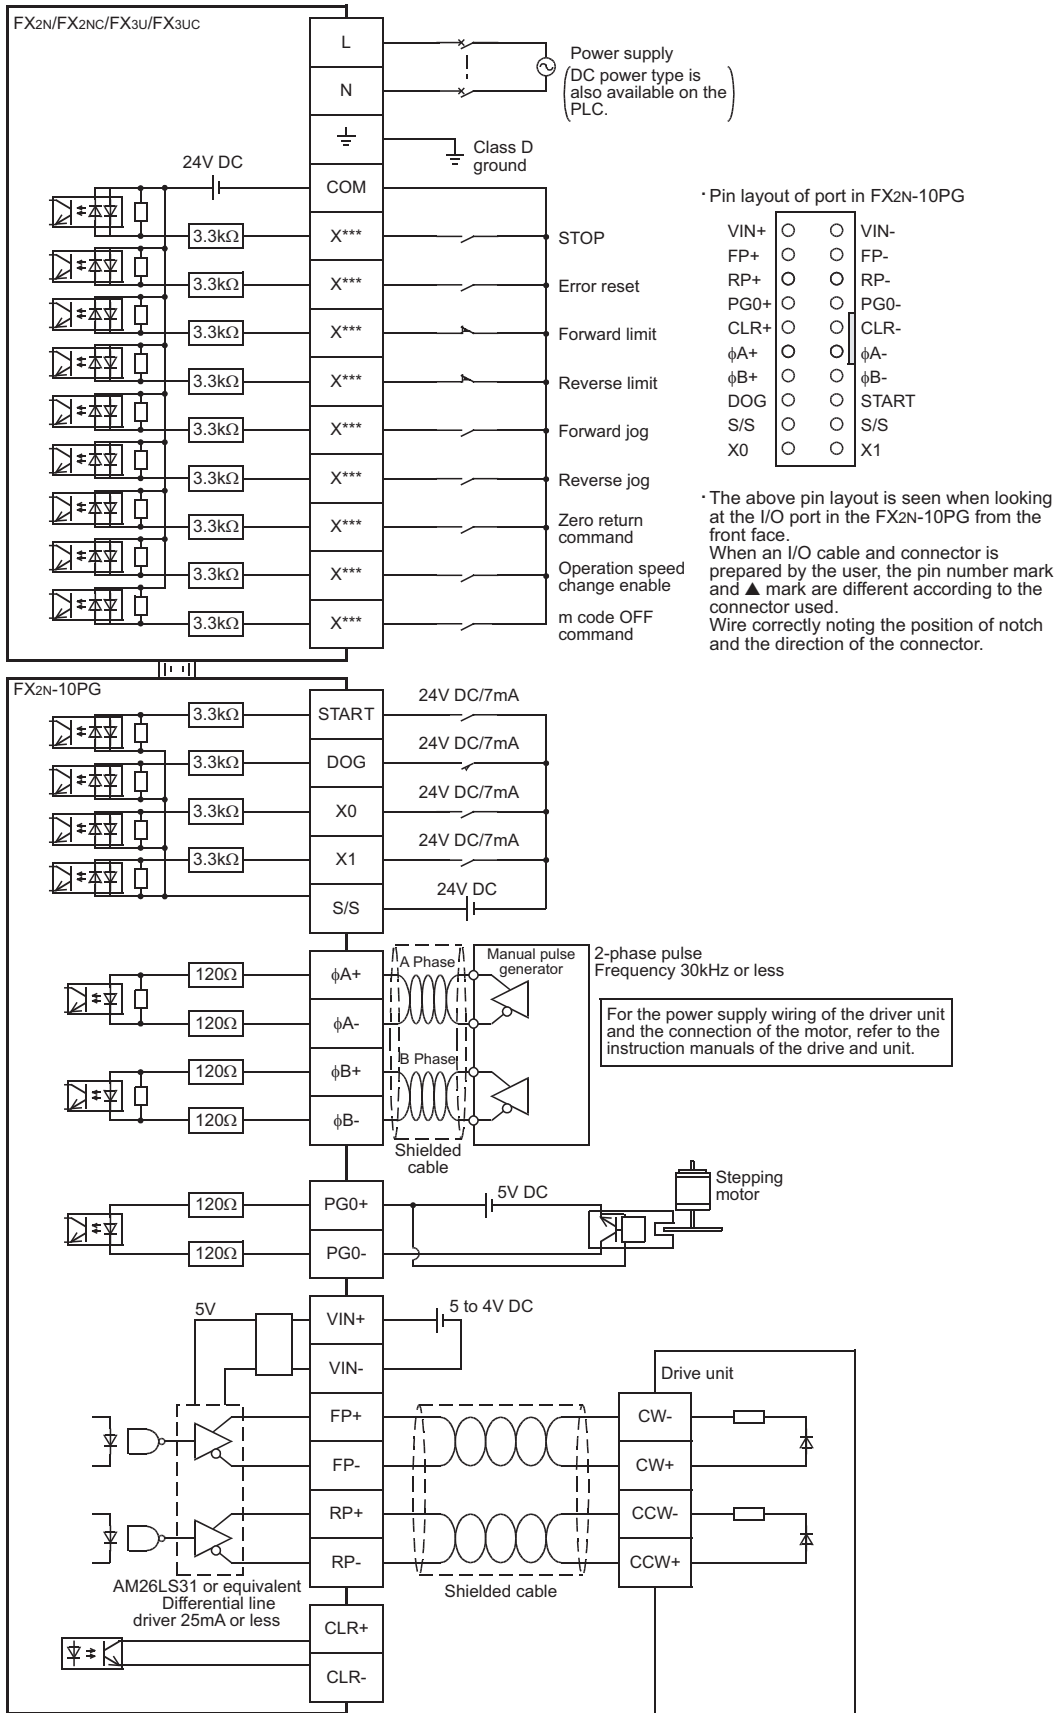 FX2N/FX2NC/FX3U/FX3UC
L
N
Power supply
DC power type is
also available on the
PLC.
Class D
ground
24V DC
COM
3.3kΩ
X***
STOP
3.3kΩ
X***
Error reset
3.3kΩ
X***
Forward limit
3.3kΩ
X***
Reverse limit
3.3kΩ
X***
Forward jog
3.3kΩ
X***
Reverse jog
3.3kΩ
X***
Zero return
command
3.3kΩ
X***
Operation speed
change enable
3.3kΩ
X***
m code OFF
command
・Pin layout of port in FX2N-10PG
VIN+ VIN-
FP+ FP-
RP+ RP-
PG0+ PG0-
CLR+ CLR-
ϕA+ ϕA-
ϕB+ ϕB-
DOG START
S/S S/S
X0 X1
・The above pin layout is seen when looking
at the I/O port in the FX2N-10PG from the
front face.
When an I/O cable and connector is
prepared by the user, the pin number mark
and ▲ mark are different according to the
connector used.
Wire correctly noting the position of notch
and the direction of the connector.
FX2N-10PG
3.3kΩ
START
24V DC/7mA
3.3kΩ
DOG
24V DC/7mA
3.3kΩ
X0
24V DC/7mA
3.3kΩ
X1
24V DC/7mA
S/S
24V DC
120Ω
ϕA+
A Phase
Manual pulse
generator
2-phase pulse
Frequency 30kHz or less
120Ω
ϕA-
For the power supply wiring of the driver unit
and the connection of the motor, refer to the
instruction manuals of the drive and unit.
120Ω
ϕB+
B Phase
120Ω
ϕB-
Shielded
cable
120Ω
PG0+
5V DC
Stepping
motor
120Ω
PG0-
5V
VIN+
5 to 4V DC
VIN-
Drive unit
FP+
CW-
FP-
CW+
RP+
CCW-
RP-
CCW+
AM26LS31 or equivalent
Differential line
driver 25mA or less
Shielded cable
CLR+
CLR-